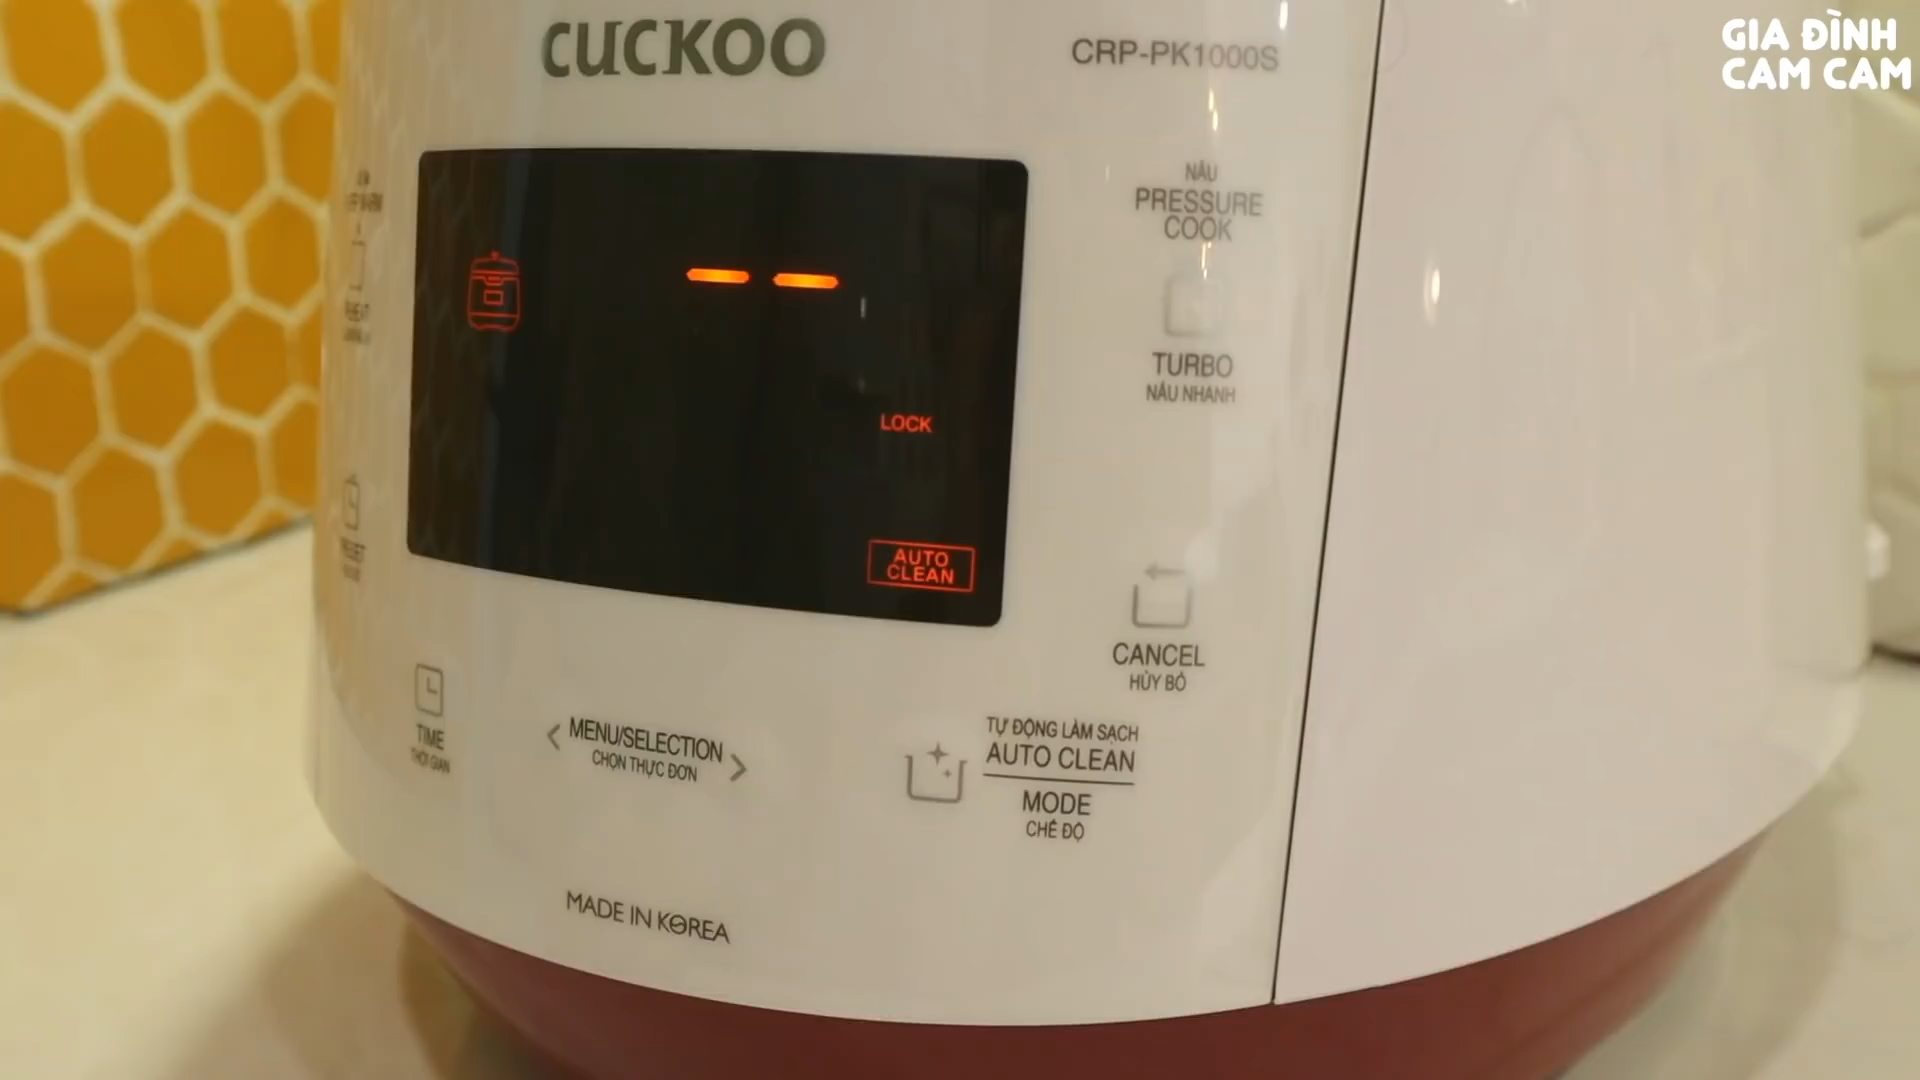 GIA ĐÌNH
CAM CAM
CUCKOO
CRP-PK1000S
NẤU
PRESSURE
COOK
TURBO
NẤU NHANH
LOCK
AUTO
CLEAN
CANCEL
HỦY BỎ
TIME
THỜI GIAN
< MENU/SELECTION >
CHỌN THỰC ĐƠN
TỰ ĐỘNG LÀM SẠCH
AUTO CLEAN
MODE
CHẾ ĐỘ
MADE IN KOREA